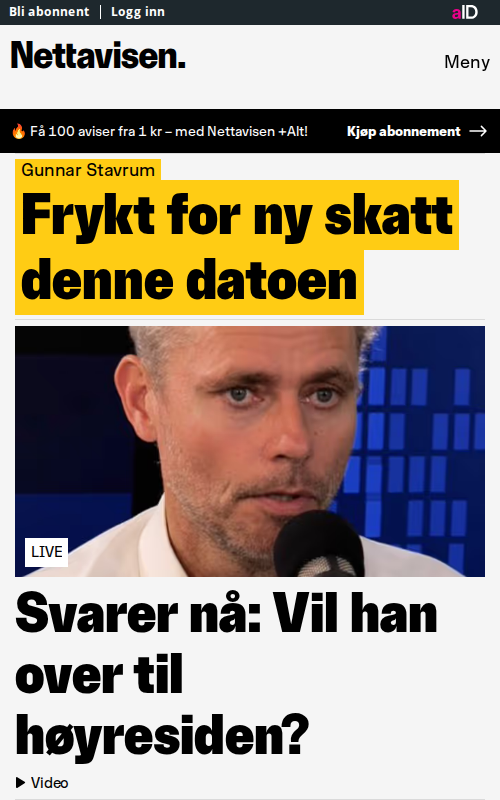 Bli abonnent | Logg inn
aID
Nettavisen.
Meny
🔥 Få 100 aviser fra 1 kr – med Nettavisen +Alt!
Kjøp abonnement →
Gunnar Stavrum
Frykt for ny skatt
denne datoen
LIVE
Svarer nå: Vil han
over til
høyresiden?
Video